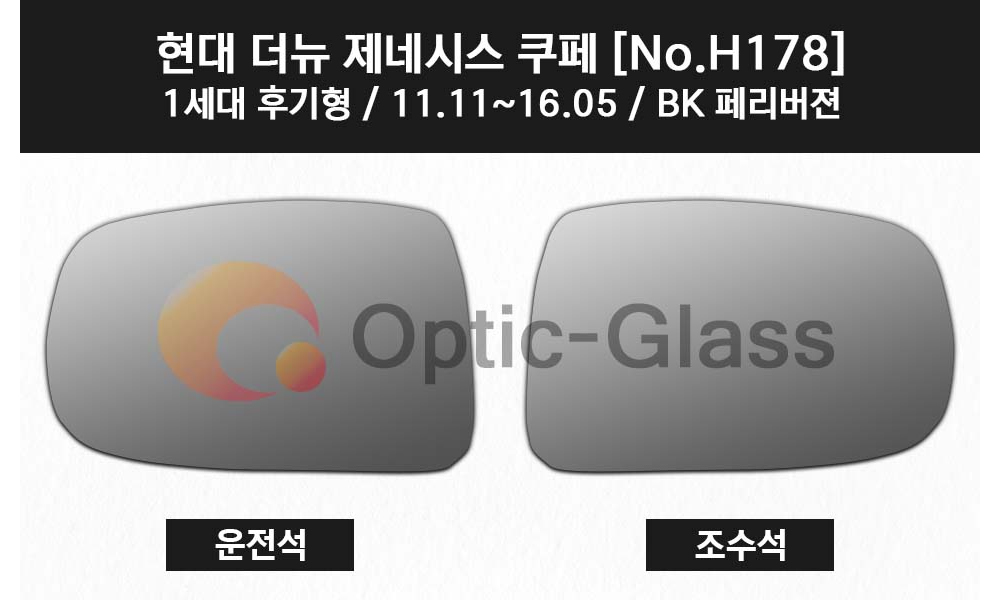 현대 더뉴 제네시스 쿠페 [No.H178]
1세대 후기형 / 11.11~16.05 / BK 페리버젼
Optic-Glass
운전석
조수석